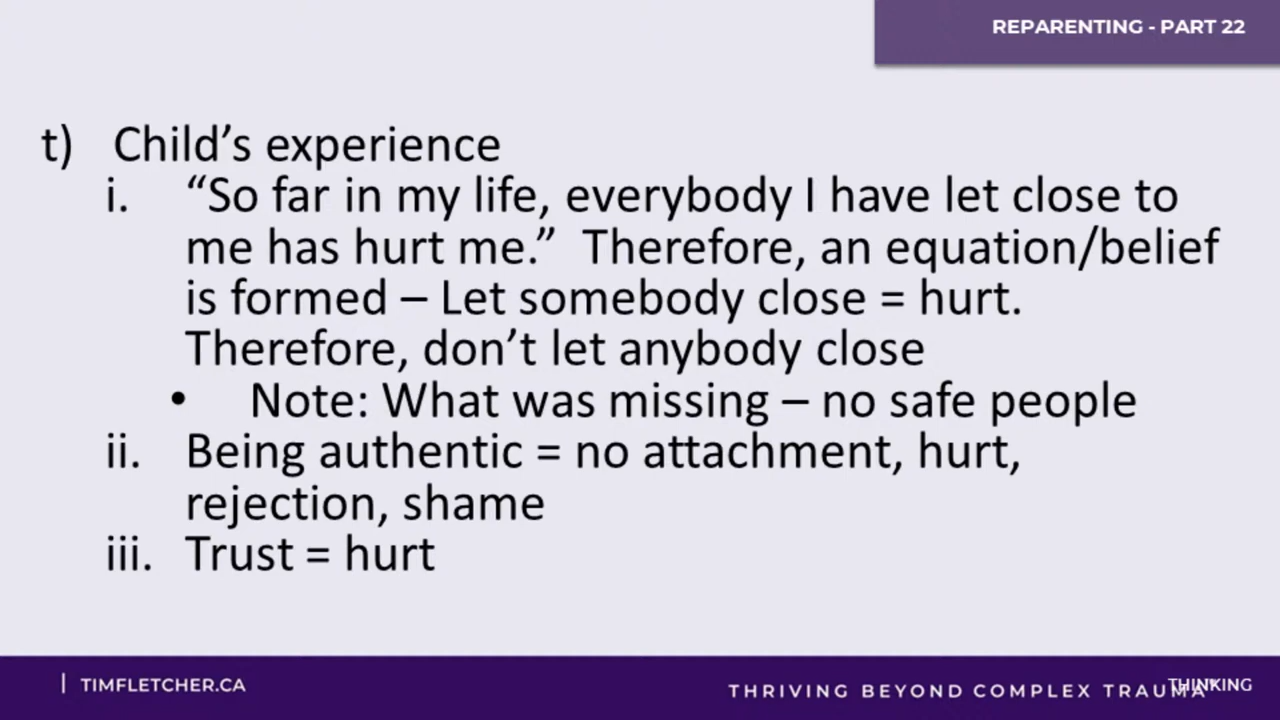 REPARENTING - PART 22
t) Child’s experience
i. “So far in my life, everybody I have let close to
me has hurt me.” Therefore, an equation/belief
is formed – Let somebody close = hurt.
Therefore, don’t let anybody close
• Note: What was missing – no safe people
ii. Being authentic = no attachment, hurt,
rejection, shame
iii. Trust = hurt
| TIMFLETCHER.CA
THRIVING BEYOND COMPLEX TRAUMA
THINKING